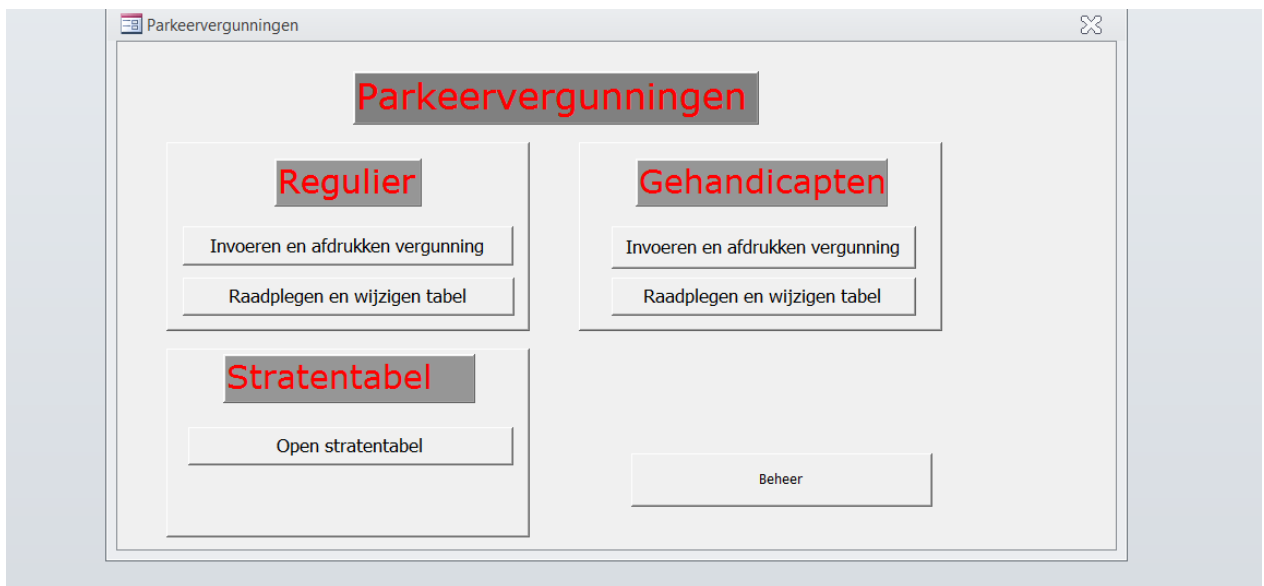 Parkeervergunningen
Parkeervergunningen
Regulier
Invoeren en afdrukken vergunning
Raadplegen en wijzigen tabel
Gehandicapten
Invoeren en afdrukken vergunning
Raadplegen en wijzigen tabel
Stratentabel
Open stratentabel
Beheer